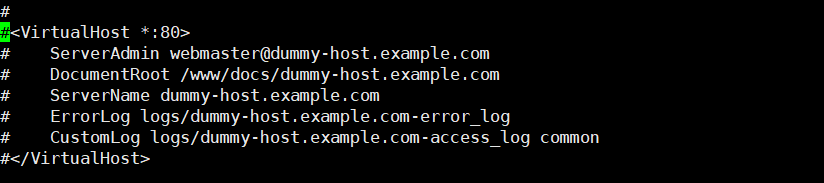 #
#<VirtualHost *:80>
#    ServerAdmin webmaster@dummy-host.example.com
#    DocumentRoot /www/docs/dummy-host.example.com
#    ServerName dummy-host.example.com
#    ErrorLog logs/dummy-host.example.com-error_log
#    CustomLog logs/dummy-host.example.com-access_log common
#</VirtualHost>